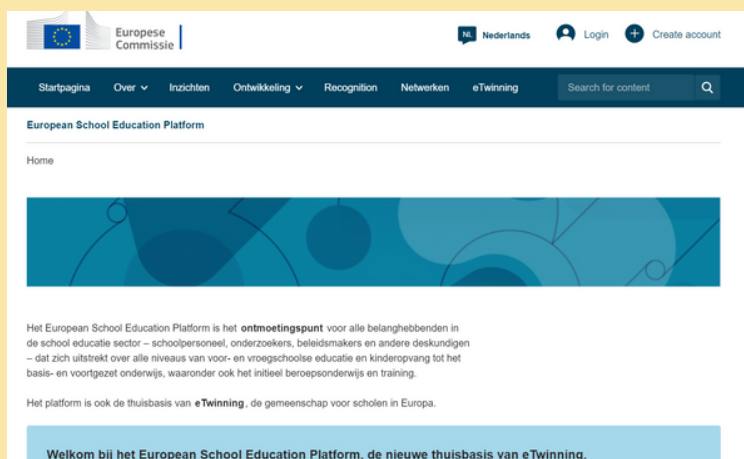 Europese
Commissie
NL Nederlands Login Create account
Startpagina Over Inzichten Ontwikkeling Recognition Netwerken eTwinning Search for content
European School Education Platform
Home
Het European School Education Platform is het ontmoetingspunt voor alle belanghebbenden in
de school educatie sector – schoolpersoneel, onderzoekers, beleidsmakers en andere deskundigen
– dat zich uitstrekt over alle niveaus van voor- en vroegschoolse educatie en kinderopvang tot het
basis- en voortgezet onderwijs, waaronder ook het initieel beroepsonderwijs en training.
Het platform is ook de thuisbasis van eTwinning, de gemeenschap voor scholen in Europa.
Welkom bij het European School Education Platform, de nieuwe thuisbasis van eTwinning.